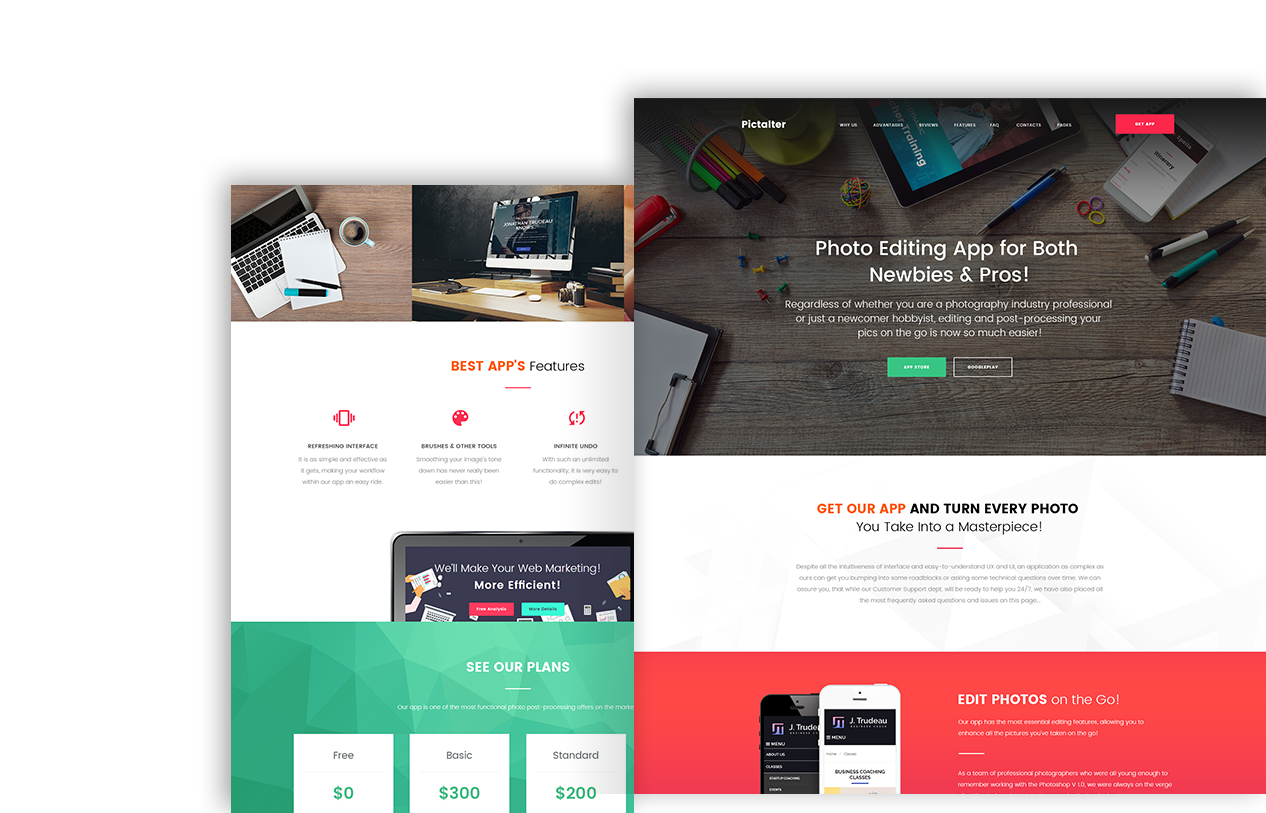 Pictalter
WHY US
ADVANTAGES
REVIEWS
FEATURES
FAQ
CONTACTS
PAGES
GET APP
Training
Itinerary
Photo Editing App for Both
Newbies & Pros!
Regardless of whether you are a photography industry professional
or just a newcomer hobbyist, editing and post-processing your
pics on the go is now so much easier!
APP STORE
GOOGLEPLAY
GET OUR APP AND TURN EVERY PHOTO
You Take Into a Masterpiece!
Despite all the intuitiveness of interface and easy-to-understand UX and UI, an application as complex as
ours can get you bumping into some roadblocks or asking some technical questions over time. We can
assure you, that while our Customer Support dept. will be ready to help you 24/7, we have also placed all
the most frequently asked questions and issues on this page...
EDIT PHOTOS on the Go!
Our app has the most essential editing features, allowing you to
enhance all the pictures you've taken on the go!
As a team of professional photographers who were all young enough to
remember working with the Photoshop V 1.0, we were always on the verge
J. Trudeau
BUSINESS COACH
MENU
Home / Classes
BUSINESS COACHING
CLASSES
J. Trude
MENU
ABOUT US
CLASSES
STARTUP COACHING
EVENTS
JONATHAN TRUDEAU
KNOWS
BEST APP'S Features
REFRESHING INTERFACE
It is as simple and effective as
it gets, making your workflow
within our app an easy ride.
BRUSHES & OTHER TOOLS
Smoothing your image's tone
down has never really been
easier than this!
INFINITE UNDO
With such an unlimited
functionality, it is very easy to
do complex edits!
We'll Make Your Web Marketing!
More Efficient!
Free Analysis
More Details
SEE OUR PLANS
Our app is one of the most functional photo post-processing offers on the marke
Free
$0
Basic
$300
Standard
$200